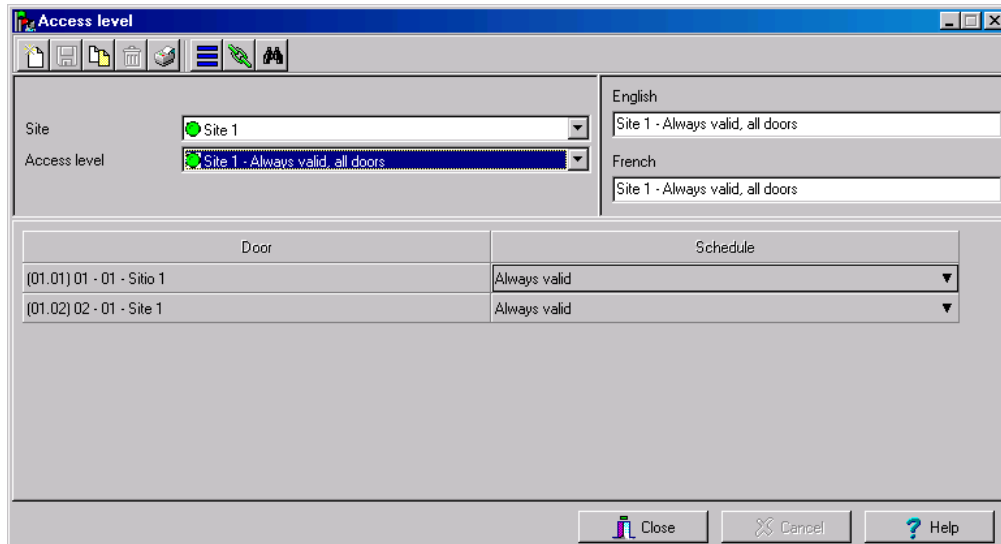 Access level
English
Site 1 - Always valid, all doors
Site Site 1
Access level Site 1 - Always valid, all doors
French
Site 1 - Always valid, all doors
Door Schedule
(01.01) 01 - 01 - Sitio 1 Always valid
(01.02) 02 - 01 - Site 1 Always valid
Close Cancel Help